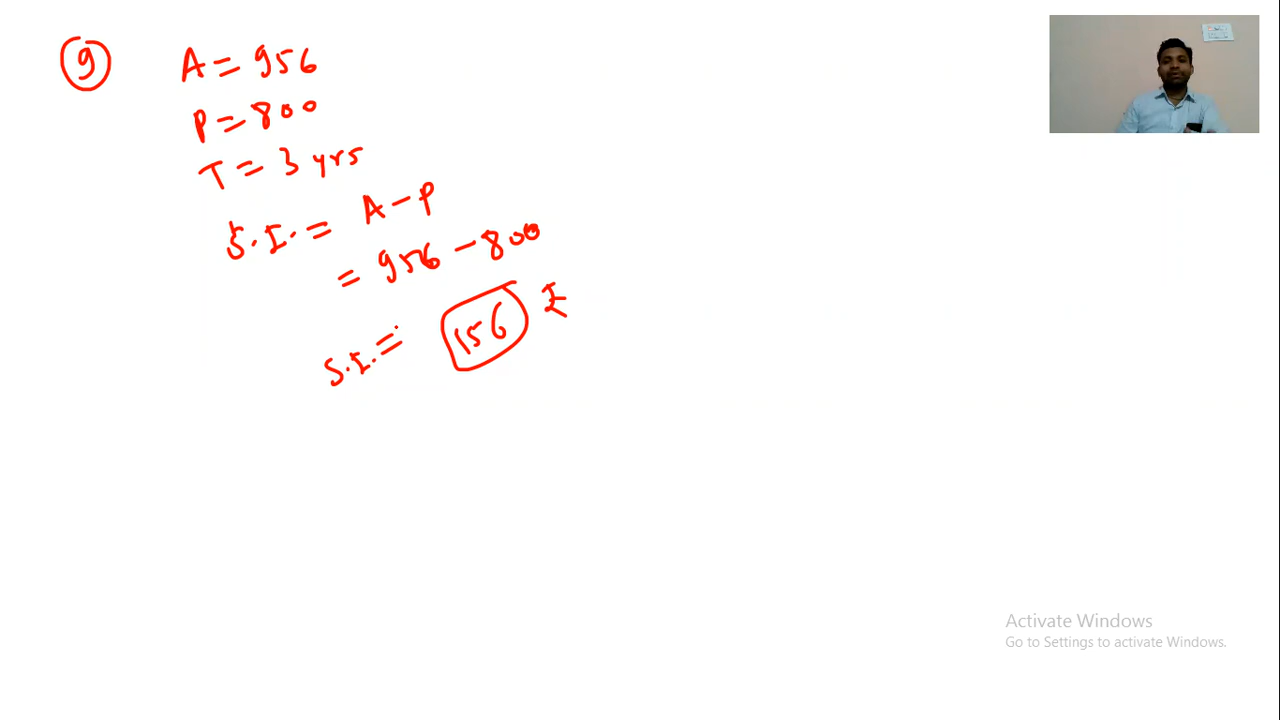 9
A = 956
P = 800
T = 3 yrs
S.I. = A - P
= 956 - 800
S.I. = 156 ₹
Activate Windows
Go to Settings to activate Windows.